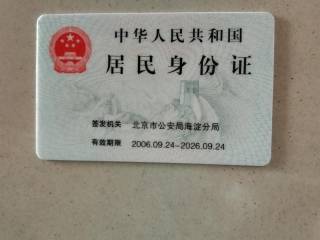 中华人民共和国
居民身份证
签发机关 北京市公安局海淀分局
有效期限 2006.09.24-2026.09.24